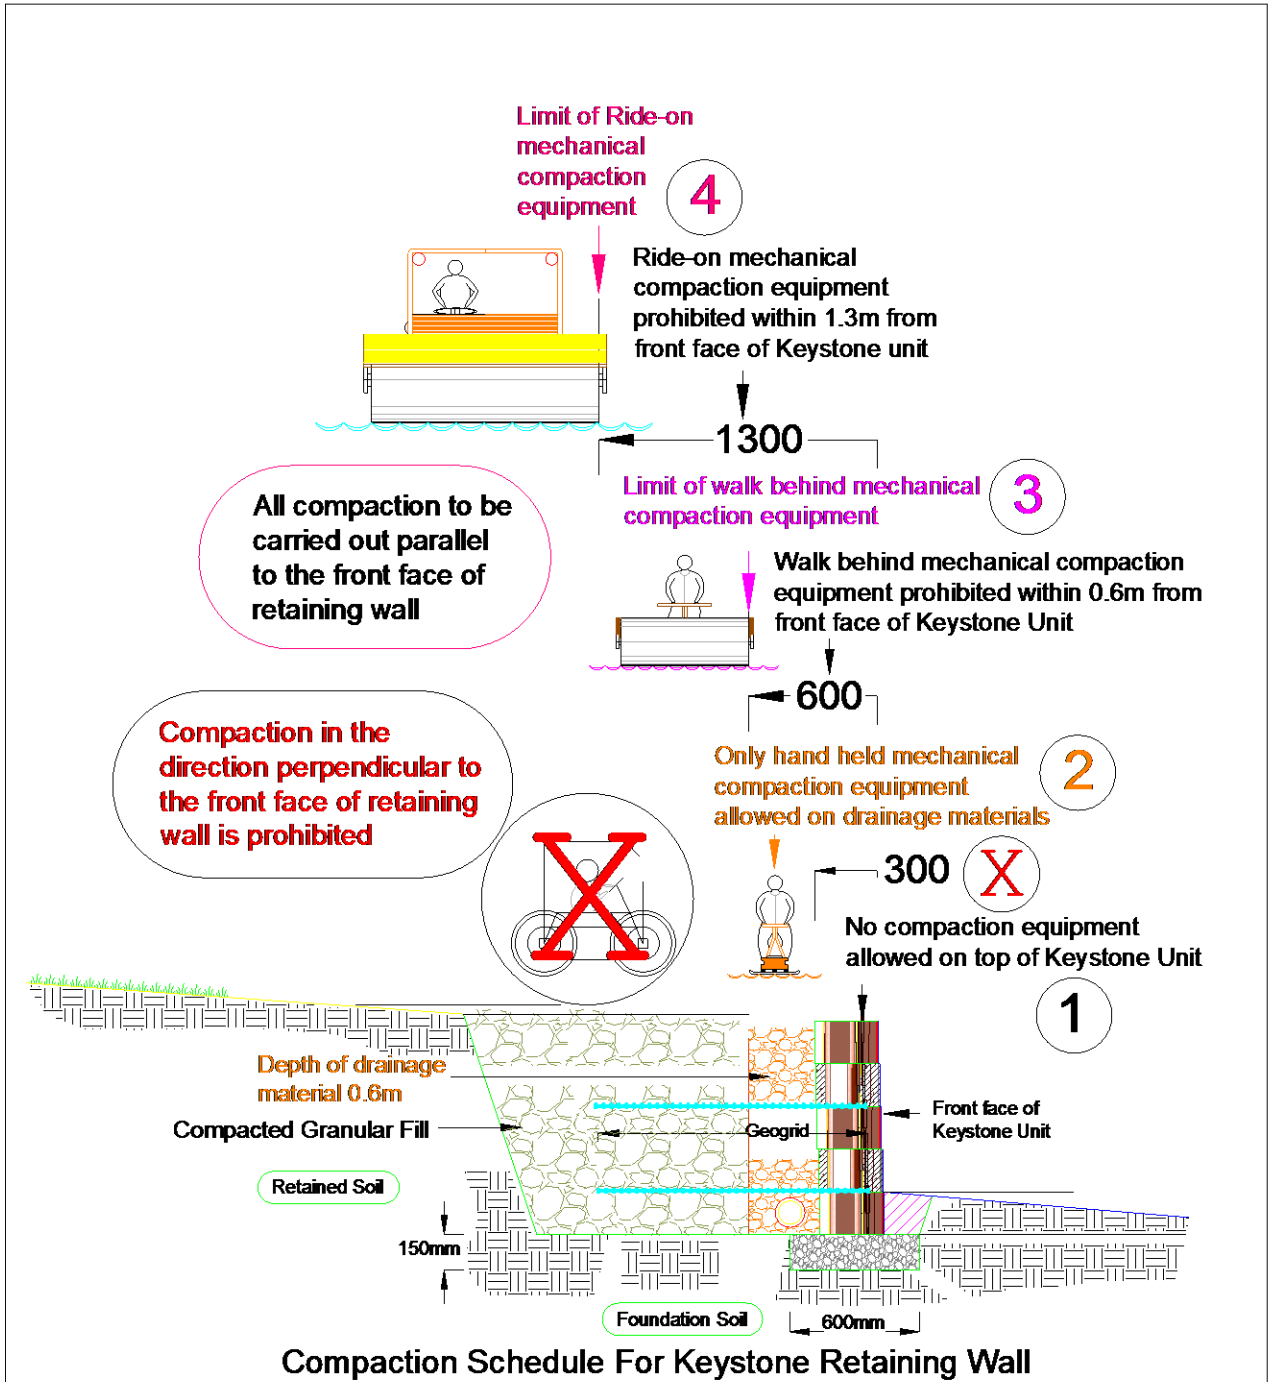 Limit of Ride-on
mechanical
compaction
equipment
4
Ride-on mechanical
compaction equipment
prohibited within 1.3m from
front face of Keystone unit
1300
Limit of walk behind mechanical
compaction equipment
3
All compaction to be
carried out parallel
to the front face of
retaining wall
Walk behind mechanical compaction
equipment prohibited within 0.6m from
front face of Keystone Unit
600
Compaction in the
direction perpendicular to
the front face of retaining
wall is prohibited
Only hand held mechanical
compaction equipment
allowed on drainage materials
2
300
X
X
No compaction equipment
allowed on top of Keystone Unit
1
Depth of drainage
material 0.6m
Compacted Granular Fill
Geogrid
Front face of
Keystone Unit
Retained Soil
150mm
Foundation Soil
600mm
Compaction Schedule For Keystone Retaining Wall